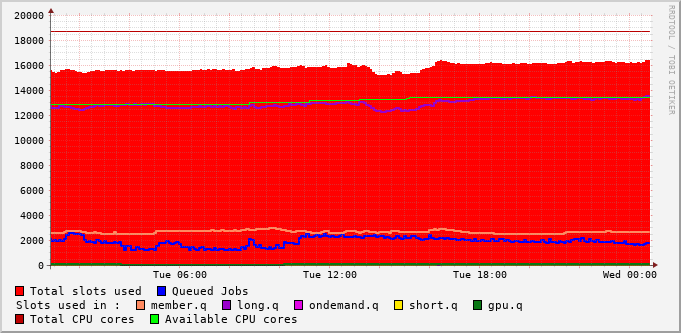 RRDTOOL / TOBI OETIKER
20000
18000
16000
14000
12000
10000
8000
6000
4000
2000
0
Tue 06:00 Tue 12:00 Tue 18:00 Wed 00:00
Total slots used Queued Jobs
Slots used in : member.q long.q ondemand.q short.q gpu.q
Total CPU cores Available CPU cores